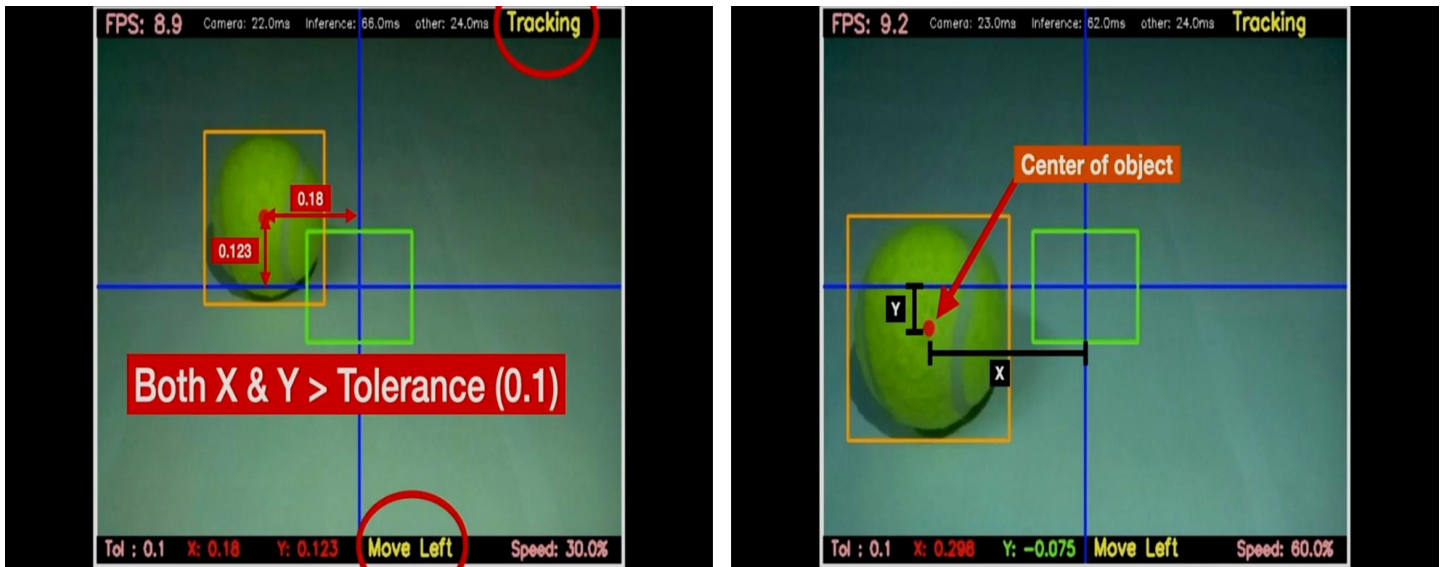 FPS: 8.9 Camera: 22.0ms Inference: 66.0ms other: 24.0ms Tracking
0.18
0.123
Both X & Y > Tolerance (0.1)
Tol : 0.1 X: 0.18 Y: 0.123 Move Left Speed: 30.0%
FPS: 9.2 Camera: 23.0ms Inference: 62.0ms other: 24.0ms Tracking
Center of object
Y
X
Tol : 0.1 X: 0.298 Y: -0.075 Move Left Speed: 60.0%